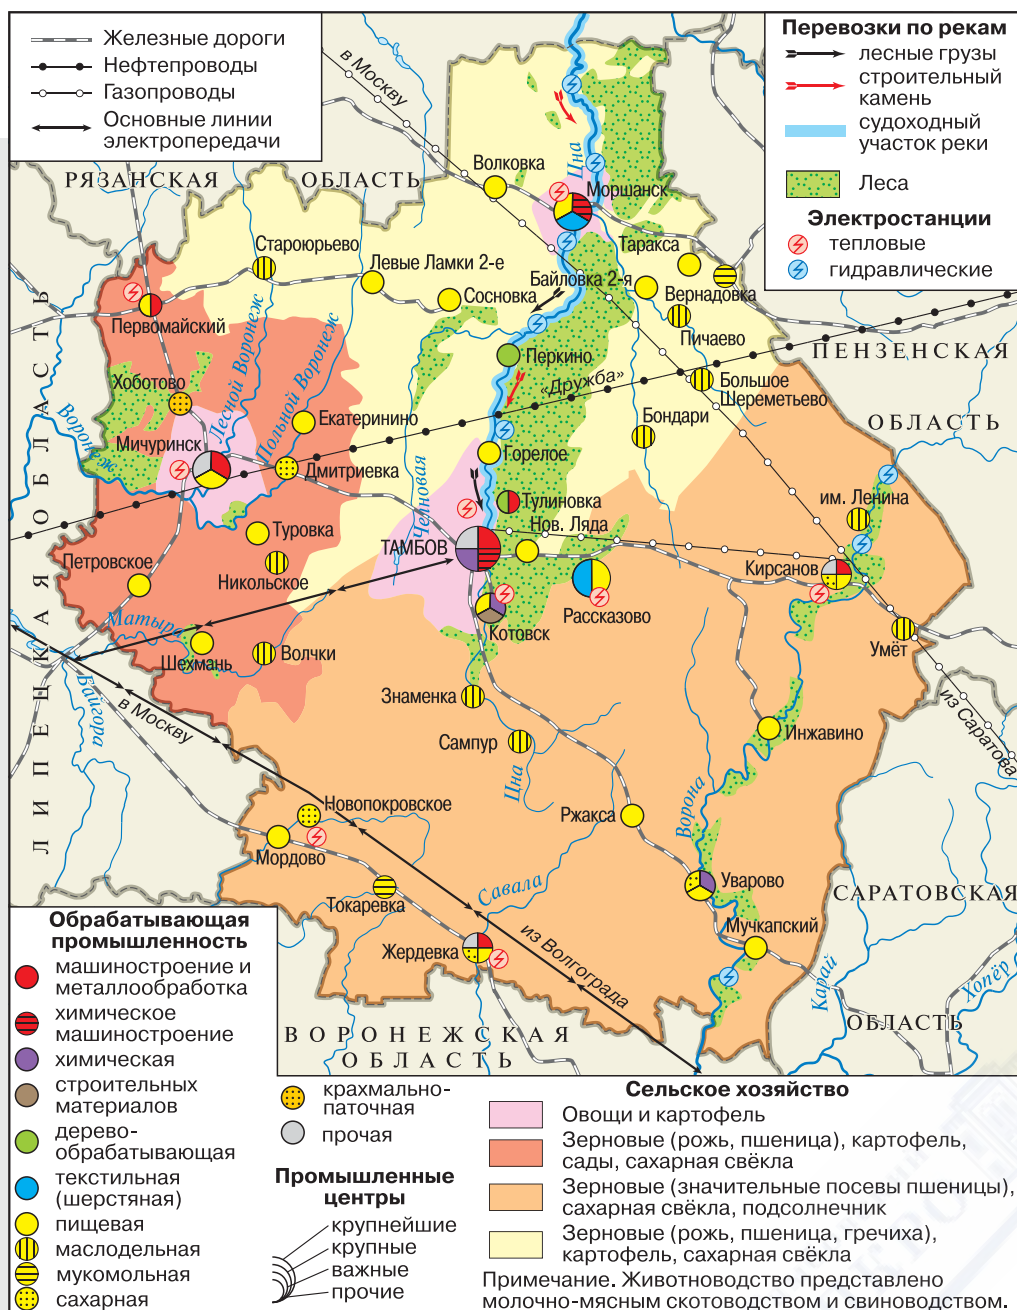 Железные дороги
Нефтепроводы
Газопроводы
Основные линии
электропередачи
Перевозки по рекам
лесные грузы
строительный
камень
судоходный
участок реки
Леса
Электростанции
тепловые
гидравлические
в Москву
РЯЗАНСКАЯ ОБЛАСТЬ
Волковка
Цна
Моршанск
Староюрьево
Левые Ламки 2-е
Таракса
Байловка 2-я
Вернадовка
Сосновка
Первомайский
Пичаево
ПЕНЗЕНСКАЯ
ОБЛАСТЬ
Перкино
«Дружба»
Большое
Шереметьево
Хоботово
Лесной Воронеж
Польной Воронеж
Екатеринино
Бондари
Воронеж
Мичуринск
Дмитриевка
Горелое
Челновая
им. Ленина
Тулиновка
Туровка
Нов. Ляда
ТАМБОВ
Петровское
Никольское
Кирсанов
Рассказово
Котовск
Матыра
Шехмань
Волчки
Умёт
ЛИПЕЦКАЯ ОБЛАСТЬ
Байгора
в Москву
Знаменка
из Саратова
Сампур
Инжавино
Цна
Новопокровское
Ржакса
Ворона
Мордово
Токаревка
Савала
Уварово
САРАТОВСКАЯ
ОБЛАСТЬ
Жердевка
из Волгограда
Мучкапский
Карай
Хопёр
ВОРОНЕЖСКАЯ
ОБЛАСТЬ
Обрабатывающая
промышленность
машиностроение и
металлообработка
химическое
машиностроение
химическая
строительных
материалов
дерево-
обрабатывающая
текстильная
(шерстяная)
пищевая
маслодельная
мукомольная
сахарная
крахмально-
паточная
прочая
Промышленные
центры
крупнейшие
крупные
важные
прочие
Сельское хозяйство
Овощи и картофель
Зерновые (рожь, пшеница), картофель,
сады, сахарная свёкла
Зерновые (значительные посевы пшеницы),
сахарная свёкла, подсолнечник
Зерновые (рожь, пшеница, гречиха),
картофель, сахарная свёкла
Примечание. Животноводство представлено
молочно-мясным скотоводством и свиноводством.